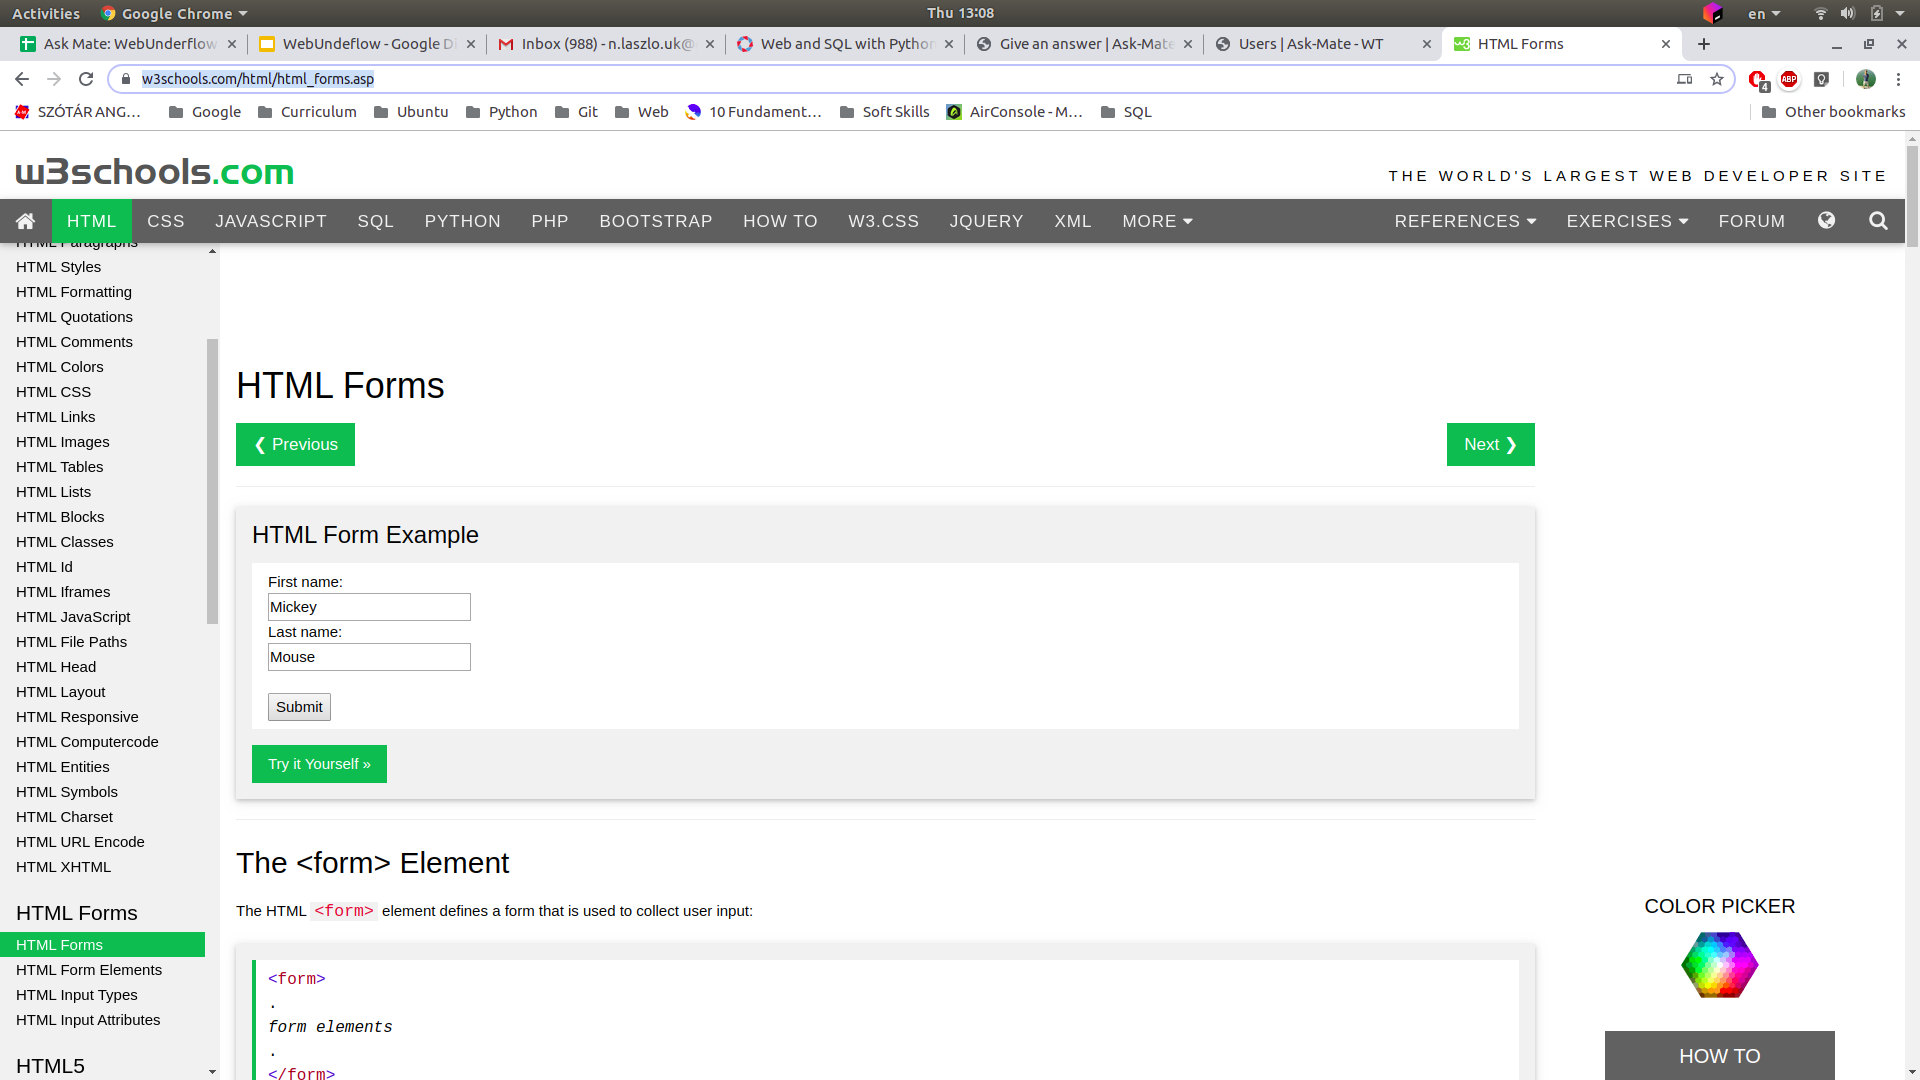 Activities Google Chrome Thu 13:08 en
Ask Mate: WebUnderflow WebUndeflow - Google D Inbox (988) - n.laszlo.uk@ Web and SQL with Python Give an answer | Ask-Mate Users | Ask-Mate - WT HTML Forms
w3schools.com/html/html_forms.asp ABP 4
SZÓTÁR ANG... Google Curriculum Ubuntu Python Git Web 10 Fundament... Soft Skills AirConsole - M... SQL Other bookmarks
w3schools.com THE WORLD'S LARGEST WEB DEVELOPER SITE
HTML CSS JAVASCRIPT SQL PYTHON PHP BOOTSTRAP HOW TO W3.CSS JQUERY XML MORE REFERENCES EXERCISES FORUM
HTML Paragraphs
HTML Styles
HTML Formatting
HTML Quotations
HTML Comments
HTML Colors
HTML CSS
HTML Links
HTML Images
HTML Tables
HTML Lists
HTML Blocks
HTML Classes
HTML Id
HTML Iframes
HTML JavaScript
HTML File Paths
HTML Head
HTML Layout
HTML Responsive
HTML Computercode
HTML Entities
HTML Symbols
HTML Charset
HTML URL Encode
HTML XHTML
HTML Forms
HTML Forms
HTML Form Elements
HTML Input Types
HTML Input Attributes
HTML5
HTML Forms
❮ Previous Next ❯
HTML Form Example
First name:
Mickey
Last name:
Mouse
Submit
Try it Yourself »
The <form> Element
The HTML <form> element defines a form that is used to collect user input:
<form>
.
form elements
.
</form>
COLOR PICKER
HOW TO